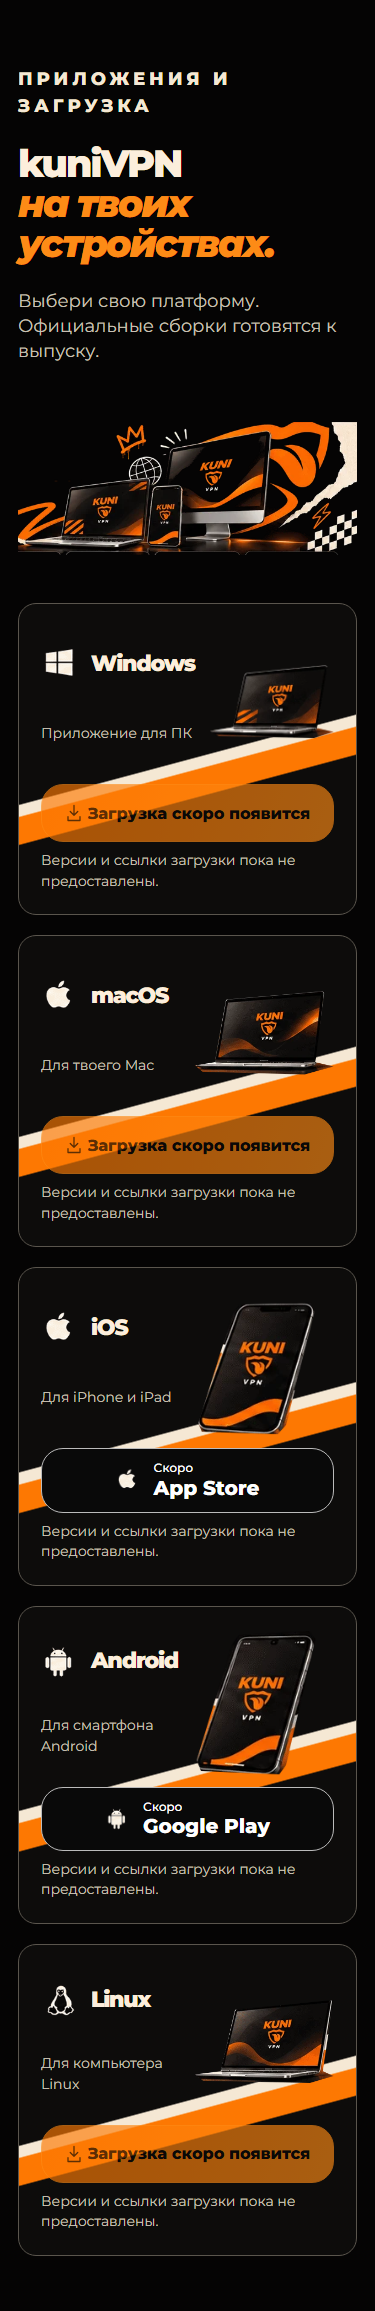 ПРИЛОЖЕНИЯ И
ЗАГРУЗКА
kuniVPN
на твоих
устройствах.
Выбери свою платформу.
Официальные сборки готовятся к
выпуску.
KUNI
VPN
KUNI
VPN
KUNI
VPN
Windows
KUNI
VPN
Приложение для ПК
Загрузка скоро появится
Версии и ссылки загрузки пока не
предоставлены.
macOS
KUNI
VPN
Для твоего Mac
Загрузка скоро появится
Версии и ссылки загрузки пока не
предоставлены.
iOS
KUNI
VPN
Для iPhone и iPad
Скоро
App Store
Версии и ссылки загрузки пока не
предоставлены.
Android
KUNI
VPN
Для смартфона
Android
Скоро
Google Play
Версии и ссылки загрузки пока не
предоставлены.
Linux
KUNI
VPN
Для компьютера
Linux
Загрузка скоро появится
Версии и ссылки загрузки пока не
предоставлены.